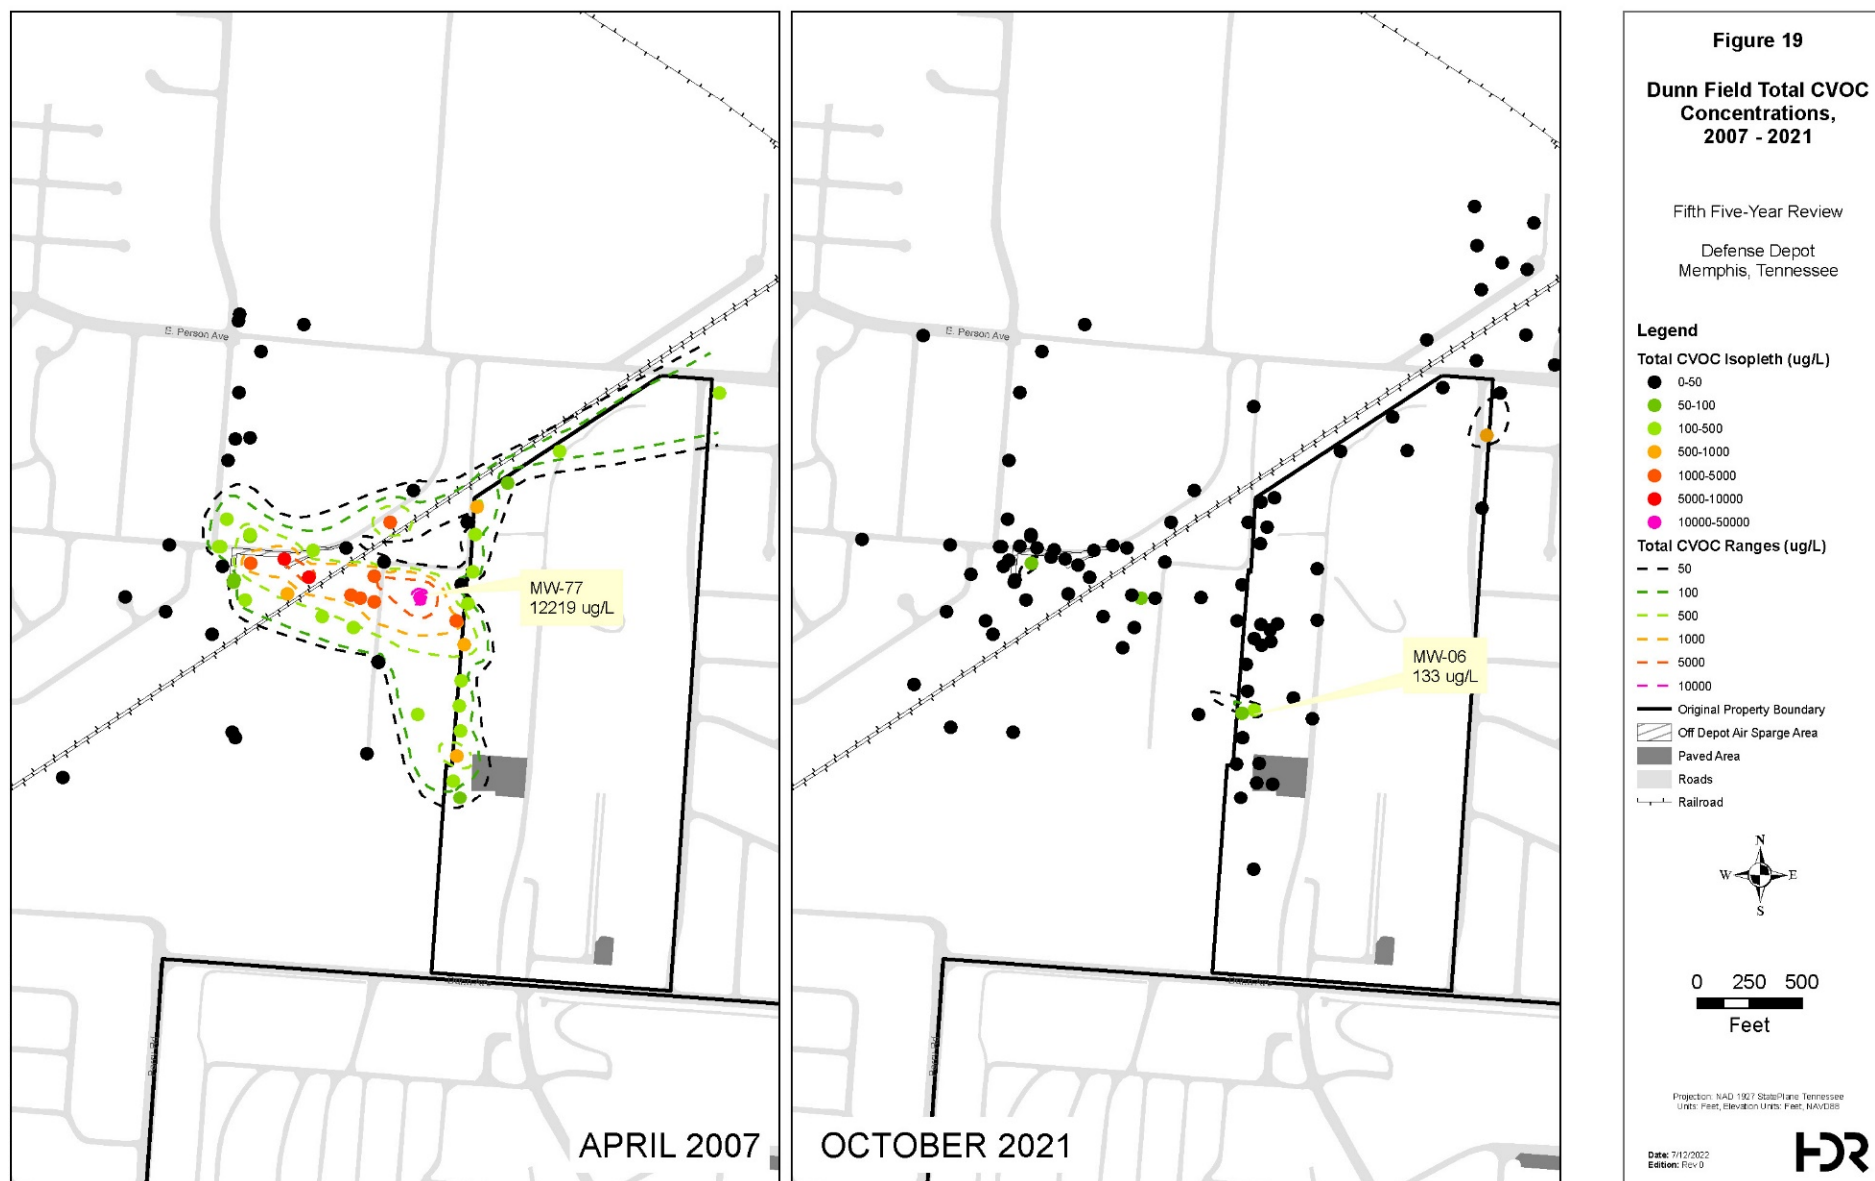 E. Person Ave
MW-77
12219 ug/L
APRIL 2007
E. Person Ave
MW-06
133 ug/L
OCTOBER 2021
Figure 19
Dunn Field Total CVOC
Concentrations,
2007 - 2021
Fifth Five-Year Review
Defense Depot
Memphis, Tennessee
Legend
Total CVOC Isopleth (ug/L)
0-50
50-100
100-500
500-1000
1000-5000
5000-10000
10000-50000
Total CVOC Ranges (ug/L)
50
100
500
1000
5000
10000
Original Property Boundary
Off Depot Air Sparge Area
Paved Area
Roads
Railroad
N
W E
S
0 250 500
Feet
Projection: NAD 1927 StatePlane Tennessee
Units: Feet, Elevation Units: Feet, NAVD88
Date: 7/12/2022
Edition: Rev 0
HDR